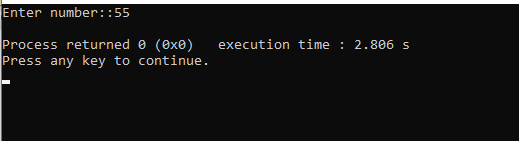 Enter number::55
Process returned 0 (0x0)   execution time : 2.806 s
Press any key to continue.